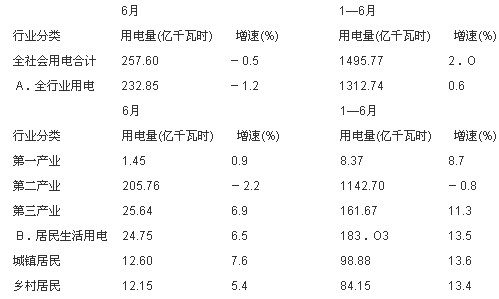 6月 1—6月
行业分类 用电量(亿千瓦时) 增速(%) 用电量(亿千瓦时) 增速(%)
全社会用电合计 257.60 －0.5 1495.77 2．O
A．全行业用电 232.85 －1.2 1312.74 0.6
6月 1—6月
行业分类 用电量(亿千瓦时) 增速(%) 用电量(亿千瓦时) 增速(%)
第一产业 1.45 0.9 8.37 8.7
第二产业 205.76 －2.2 1142.70 －0.8
第三产业 25.64 6.9 161.67 11.3
B．居民生活用电 24.75 6.5 183．O3 13.5
城镇居民 12.60 7.6 98.88 13.6
乡村居民 12.15 5.4 84.15 13.4